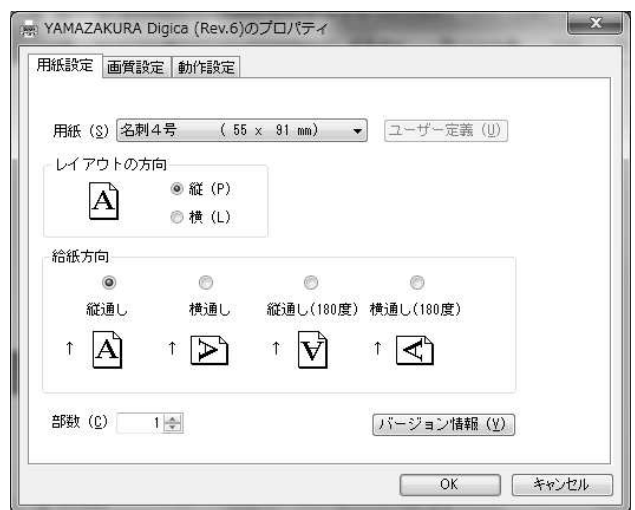 YAMAZAKURA Digica (Rev.6)のプロパティ
用紙設定 画質設定 動作設定
用紙 (S) 名刺4号 ( 55 x 91 mm) ユーザー定義 (U)
レイアウトの方向
A 縦 (P)
横 (L)
給紙方向
縦通し 横通し 縦通し(180度) 横通し(180度)
↑ A ↑ A ↑ A ↑ A
部数 (C) 1 バージョン情報 (V)
OK キャンセル